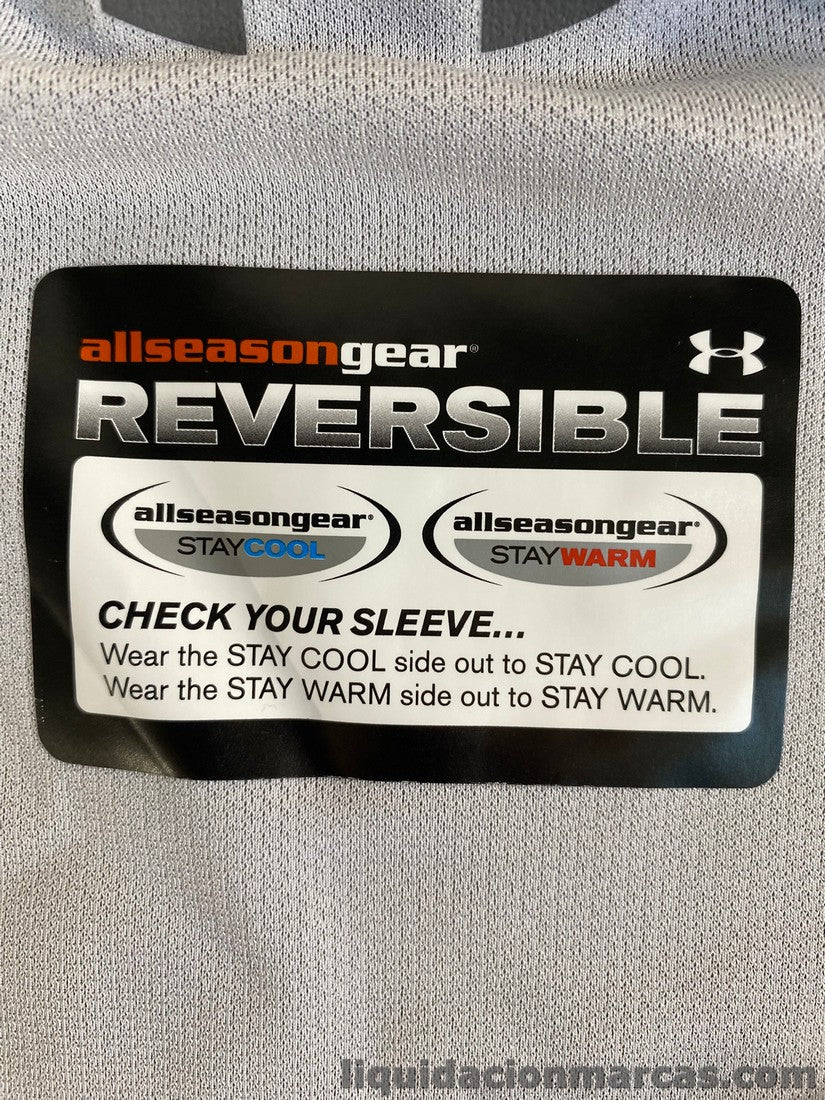 allseasongear®
REVERSIBLE
allseasongear®
STAYCOOL
allseasongear®
STAYWARM
CHECK YOUR SLEEVE...
Wear the STAY COOL side out to STAY COOL.
Wear the STAY WARM side out to STAY WARM.
liquidacionmarcas.com